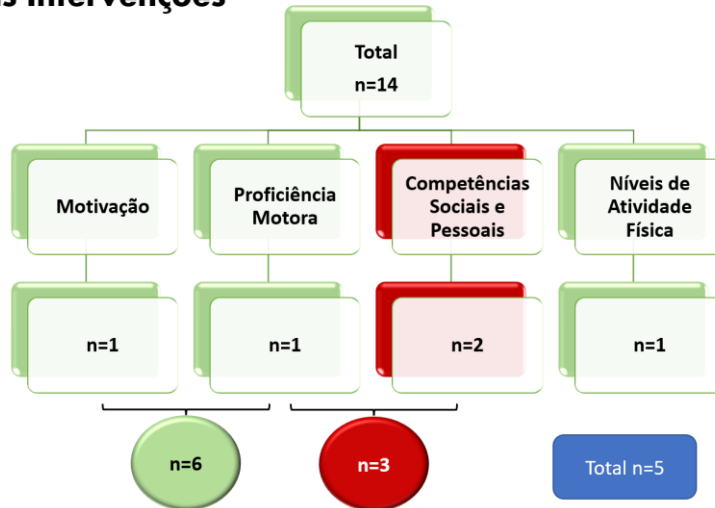 Intervenções
Total
n=14
Motivação
Proficiência
Motora
Competências
Sociais e
Pessoais
Níveis de
Atividade
Física
n=1
n=1
n=2
n=1
n=6
n=3
Total n=5